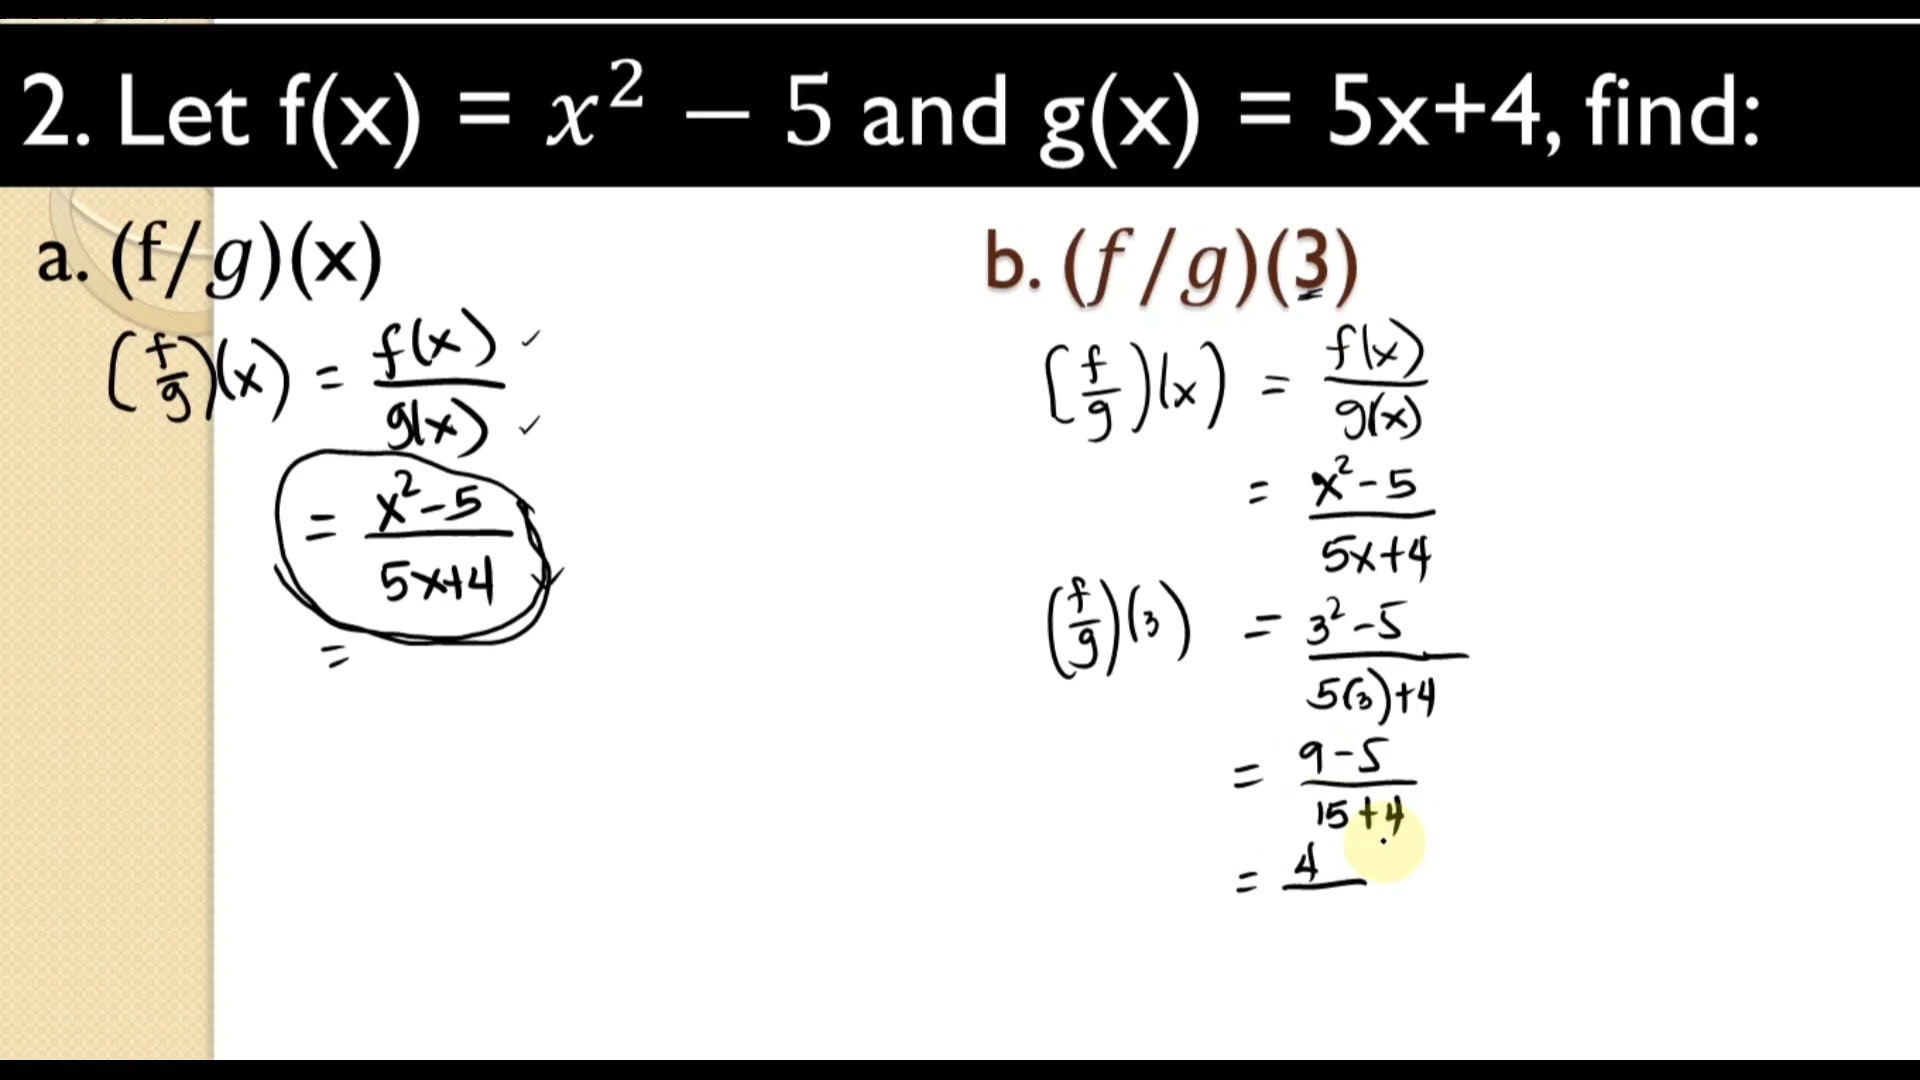 2. Let f(x) = x² − 5 and g(x) = 5x+4, find:
a. (f/g)(x)
(f/g)(x) = f(x)/g(x)
= x²-5/5x+4
=
b. (f/g)(3)
(f/g)(x) = f(x)/g(x)
= x²-5/5x+4
(f/g)(3) = 3²-5/5(3)+4
= 9-5/15+4
= 4/